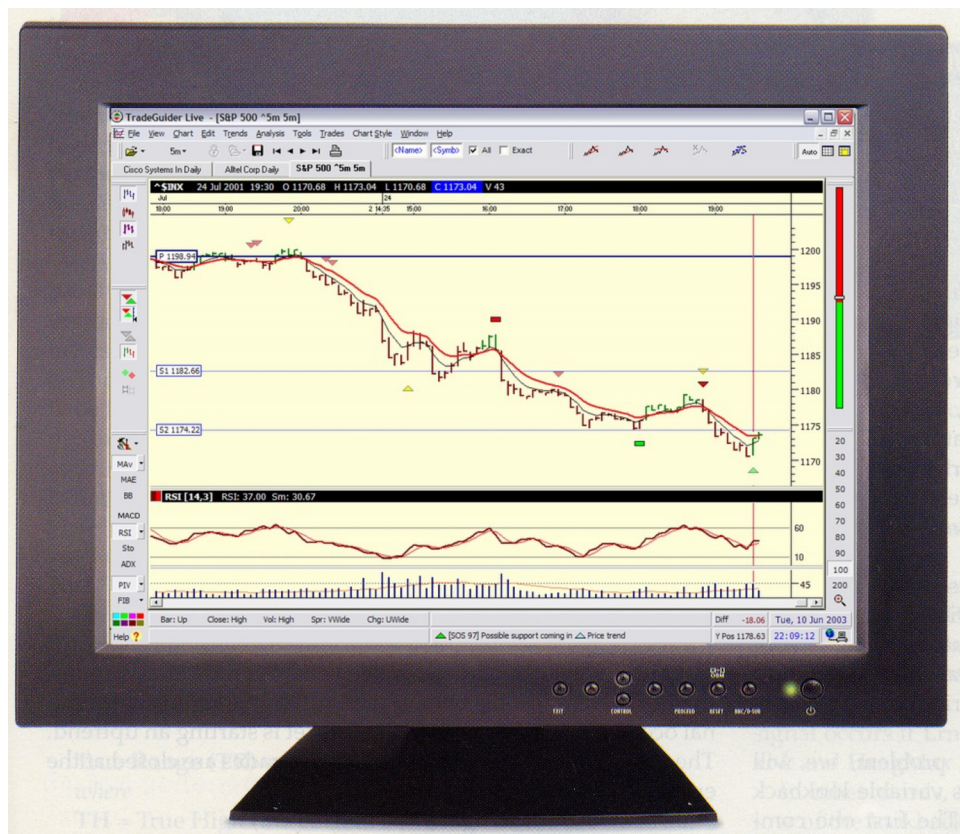 TradeGuider Live - [S&P 500 ^5m 5m]
File View Chart Edit Trends Analysis Tools Trades Chart Style Window Help
5m <Name> <Symb> All Exact Auto
Cisco Systems In Daily Alltel Corp Daily S&P 500 ^5m 5m
^$INX 24 Jul 2001 19:30 O 1170.68 H 1173.04 L 1170.68 C 1173.04 V 43
Jul 24
18:00 19:00 20:00 2 14:35 15:00 16:00 17:00 18:00 19:00
P 1198.94
S1 1182.66
S2 1174.22
1200
1195
1190
1185
1180
1175
1170
RSI [14,3] RSI: 37.00 Sm: 30.67
60
10
45
MAv
MAE
BB
MACD
RSI
Sto
ADX
PIV
FIB
20
30
40
50
60
70
80
90
100
200
Bar: Up Close: High Vol: High Spr: VWide Chg: UWide Diff -18.06 Tue, 10 Jun 2003
Help ? [SOS 97] Possible support coming in Price trend Y Pos 1178.63 22:09:12
EXIT CONTROL PROCEED RESET BNC/D-SUB